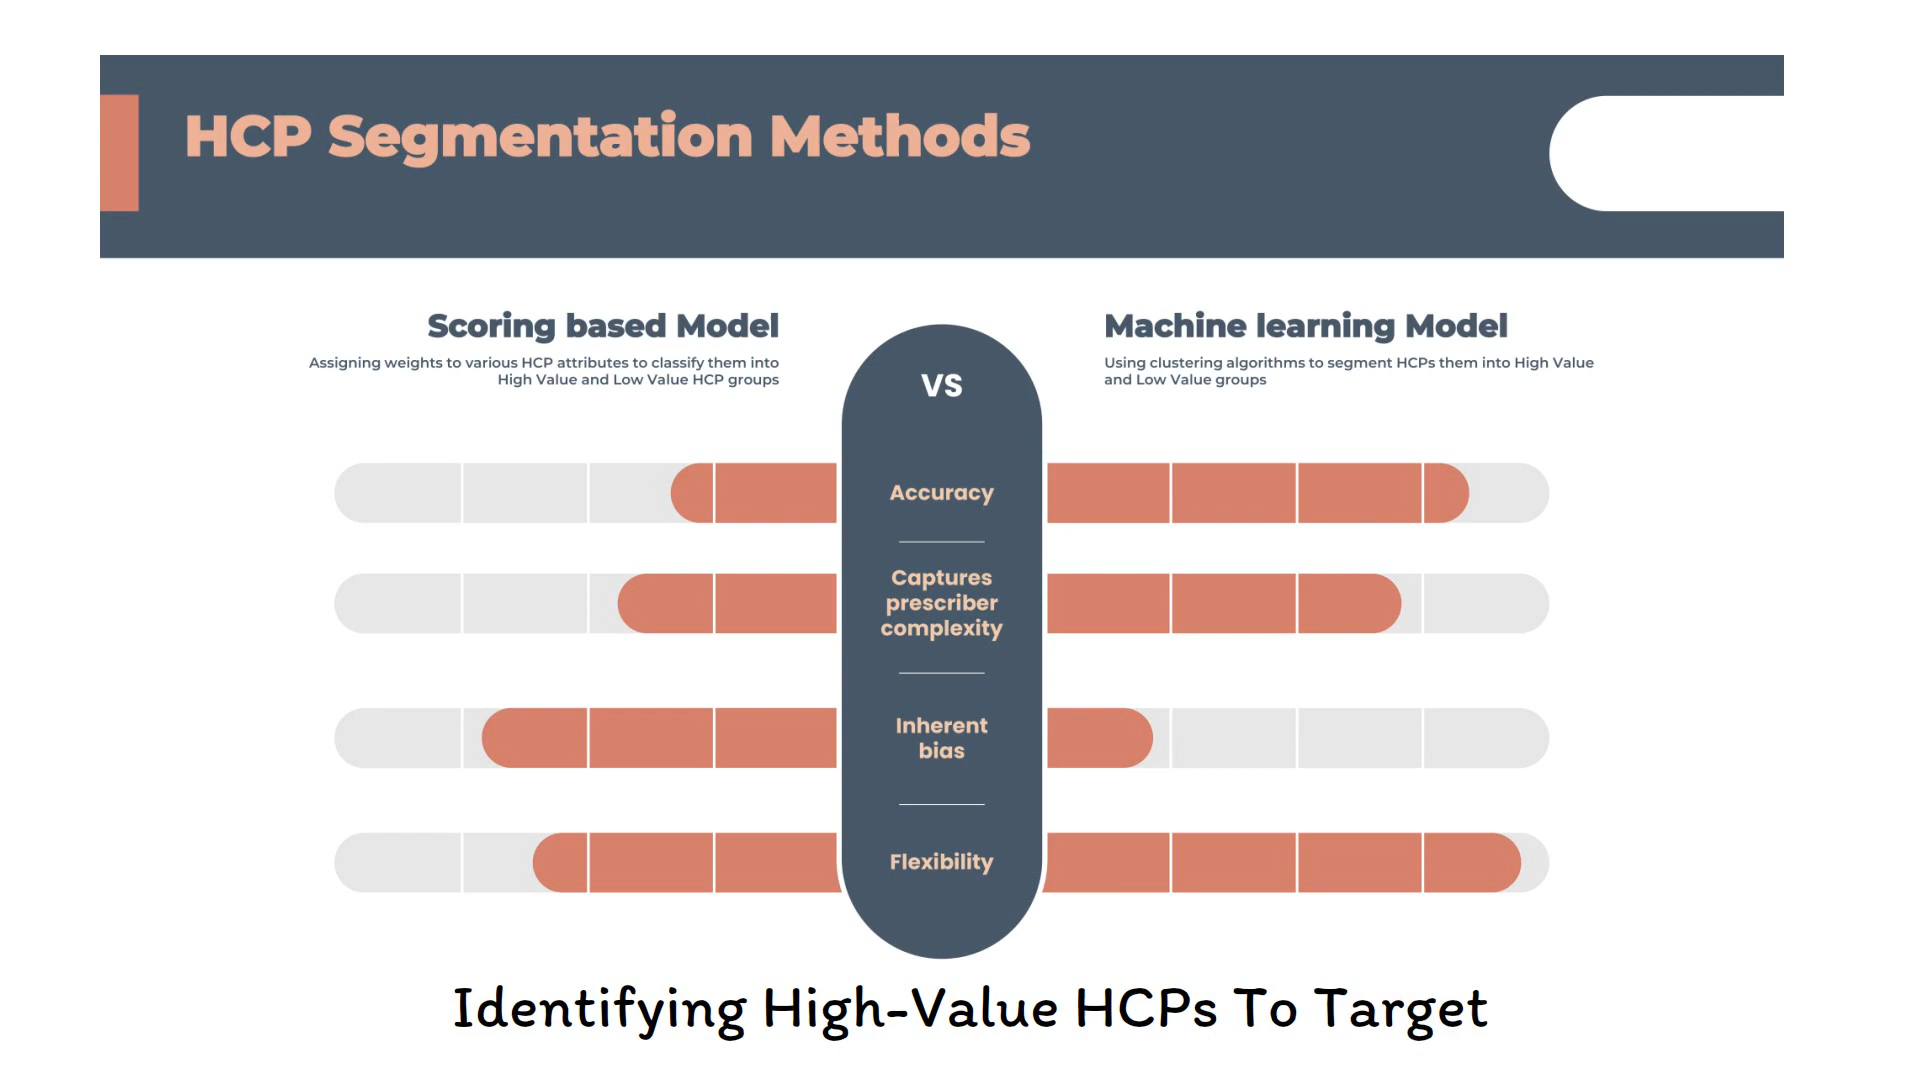 HCP Segmentation Methods
Scoring based Model
Assigning weights to various HCP attributes to classify them into
High Value and Low Value HCP groups
VS
Machine learning Model
Using clustering algorithms to segment HCPs them into High Value
and Low Value groups
Accuracy
Captures
prescriber
complexity
Inherent
bias
Flexibility
Identifying High-Value HCPs To Target